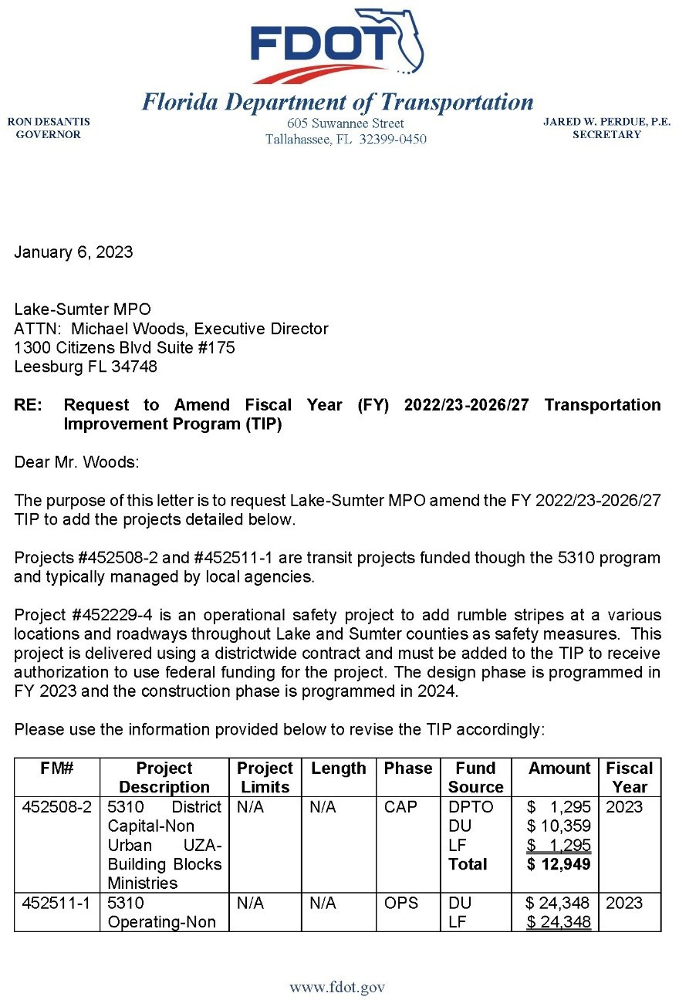 FDOT
Florida Department of Transportation
RON DESANTIS
GOVERNOR
605 Suwannee Street
Tallahassee, FL 32399-0450
JARED W. PERDUE, P.E.
SECRETARY
January 6, 2023
Lake-Sumter MPO
ATTN: Michael Woods, Executive Director
1300 Citizens Blvd Suite #175
Leesburg FL 34748
RE: Request to Amend Fiscal Year (FY) 2022/23-2026/27 Transportation
Improvement Program (TIP)
Dear Mr. Woods:
The purpose of this letter is to request Lake-Sumter MPO amend the FY 2022/23-2026/27
TIP to add the projects detailed below.
Projects #452508-2 and #452511-1 are transit projects funded though the 5310 program
and typically managed by local agencies.
Project #452229-4 is an operational safety project to add rumble stripes at a various
locations and roadways throughout Lake and Sumter counties as safety measures. This
project is delivered using a districtwide contract and must be added to the TIP to receive
authorization to use federal funding for the project. The design phase is programmed in
FY 2023 and the construction phase is programmed in 2024.
Please use the information provided below to revise the TIP accordingly:
FM# Project Project Length Phase Fund Amount Fiscal
Description Limits Source Year
452508-2 5310 District N/A N/A CAP DPTO $ 1,295 2023
Capital-Non DU $ 10,359
Urban UZA- LF $ 1,295
Building Blocks Total $ 12,949
Ministries
452511-1 5310 N/A N/A OPS DU $ 24,348 2023
Operating-Non LF $ 24,348
www.fdot.gov